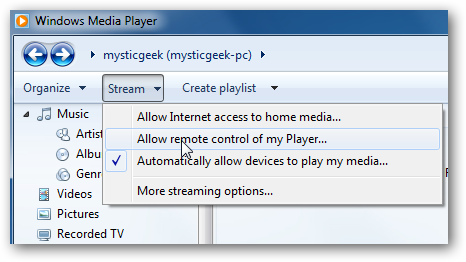 Windows Media Player
mysticgeek (mysticgeek-pc)
Organize Stream Create playlist
Music
Allow Internet access to home media...
Artis
Allow remote control of my Player...
Albu
Automatically allow devices to play my media...
Genr
Videos
More streaming options...
Pictures
Recorded TV